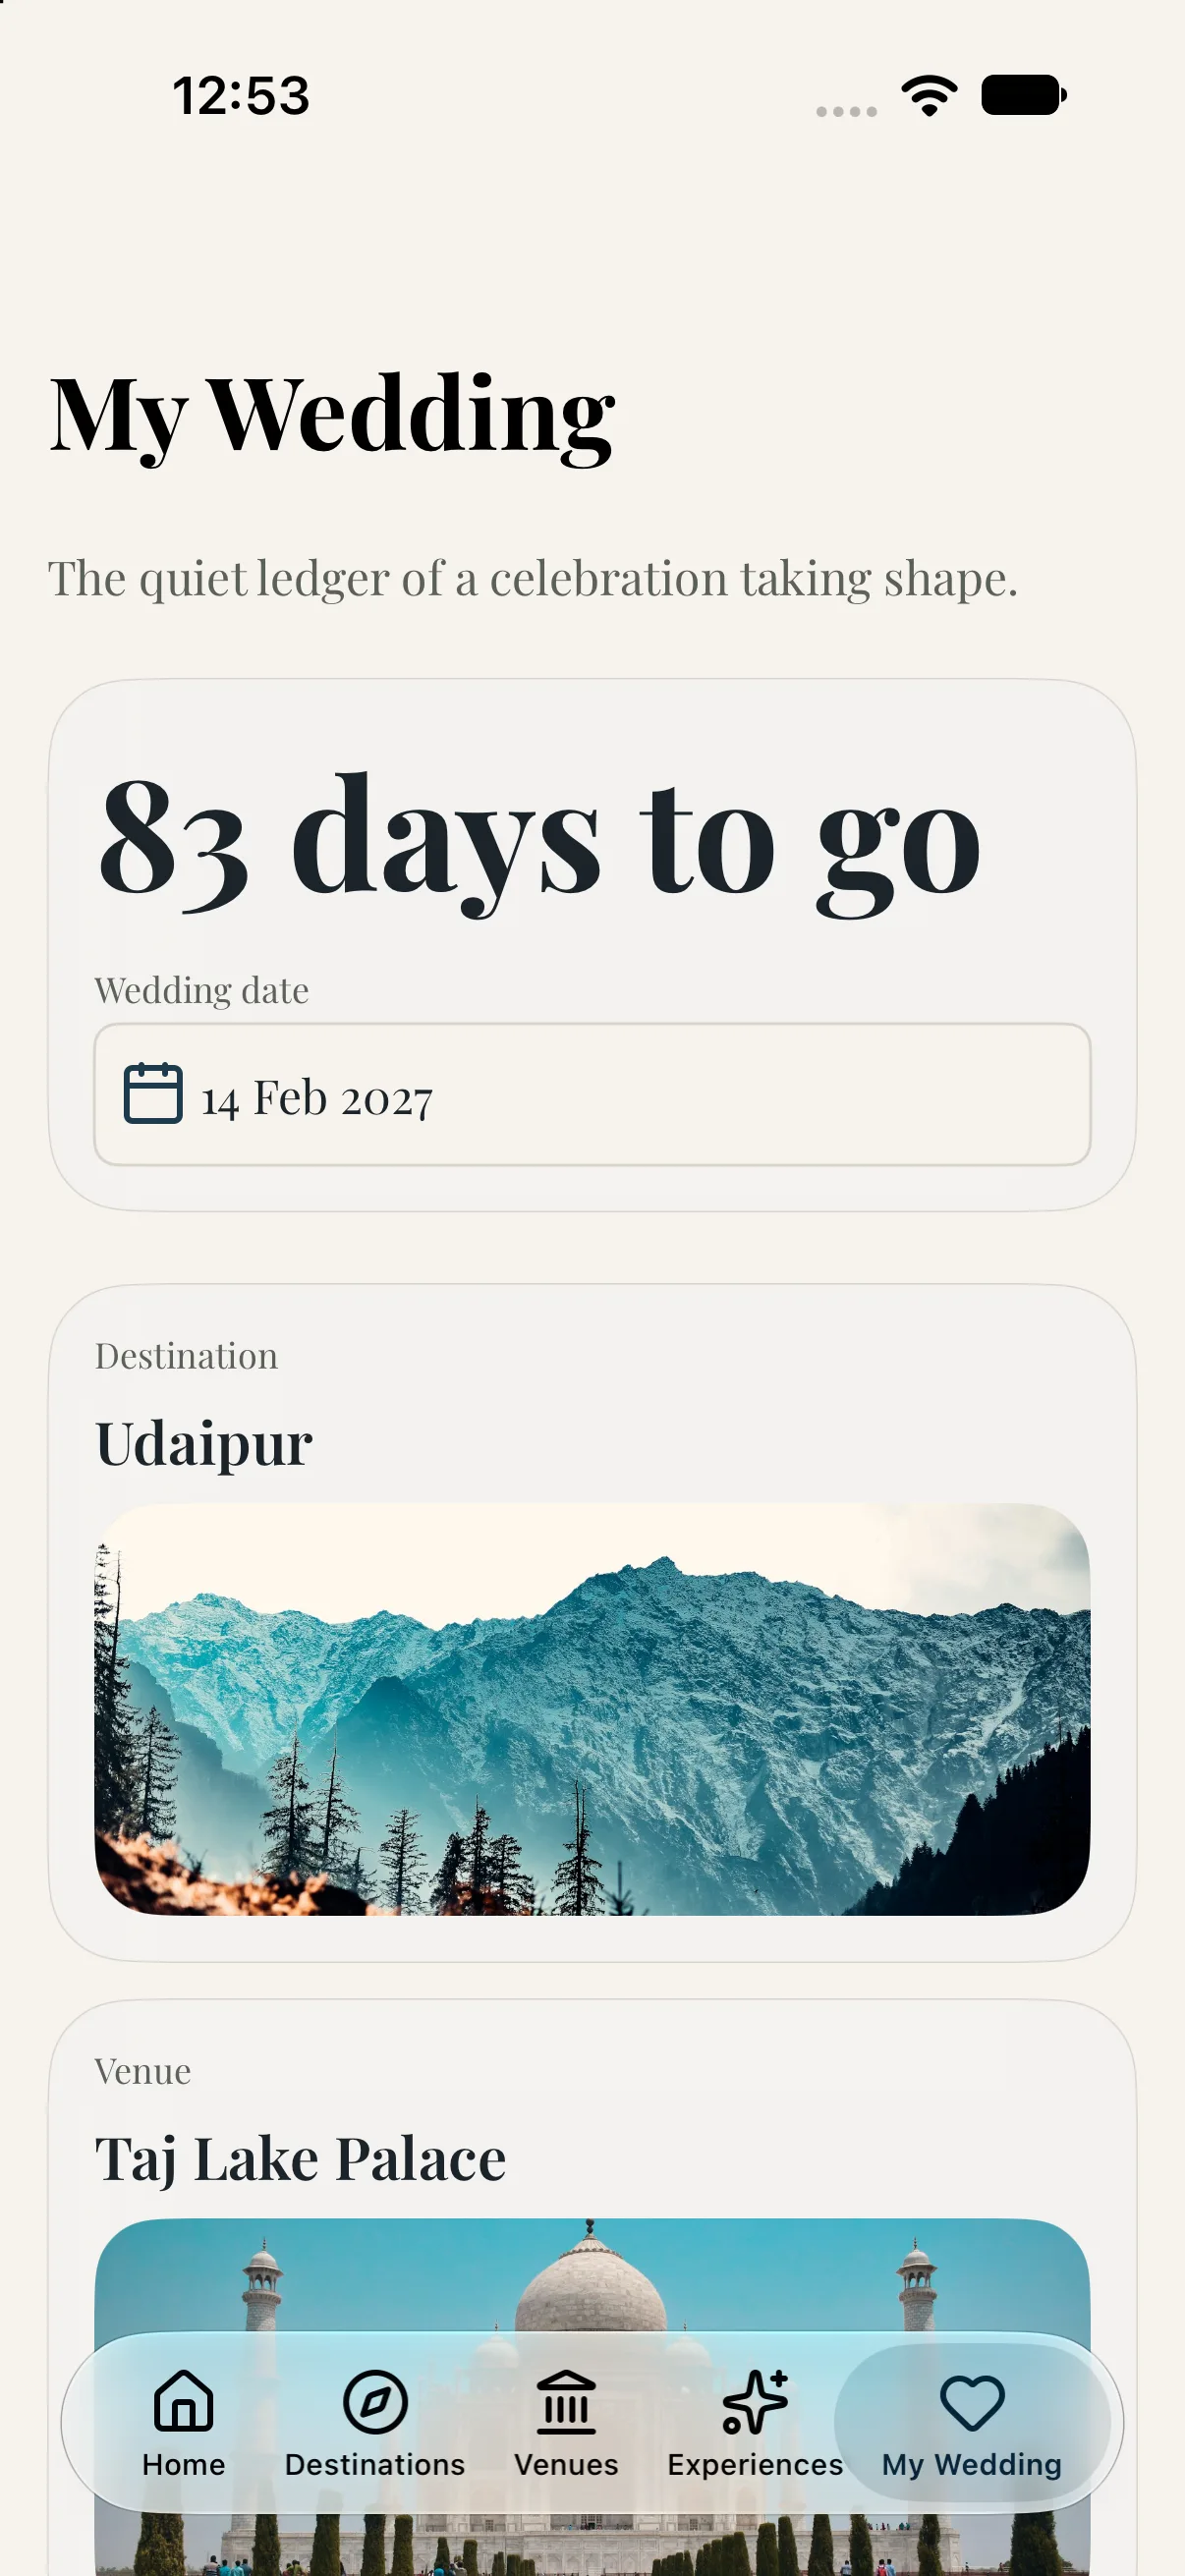 12:53
My Wedding
The quiet ledger of a celebration taking shape.
83 days to go
Wedding date
14 Feb 2027
Destination
Udaipur
Venue
Taj Lake Palace
Home
Destinations
Venues
Experiences
My Wedding